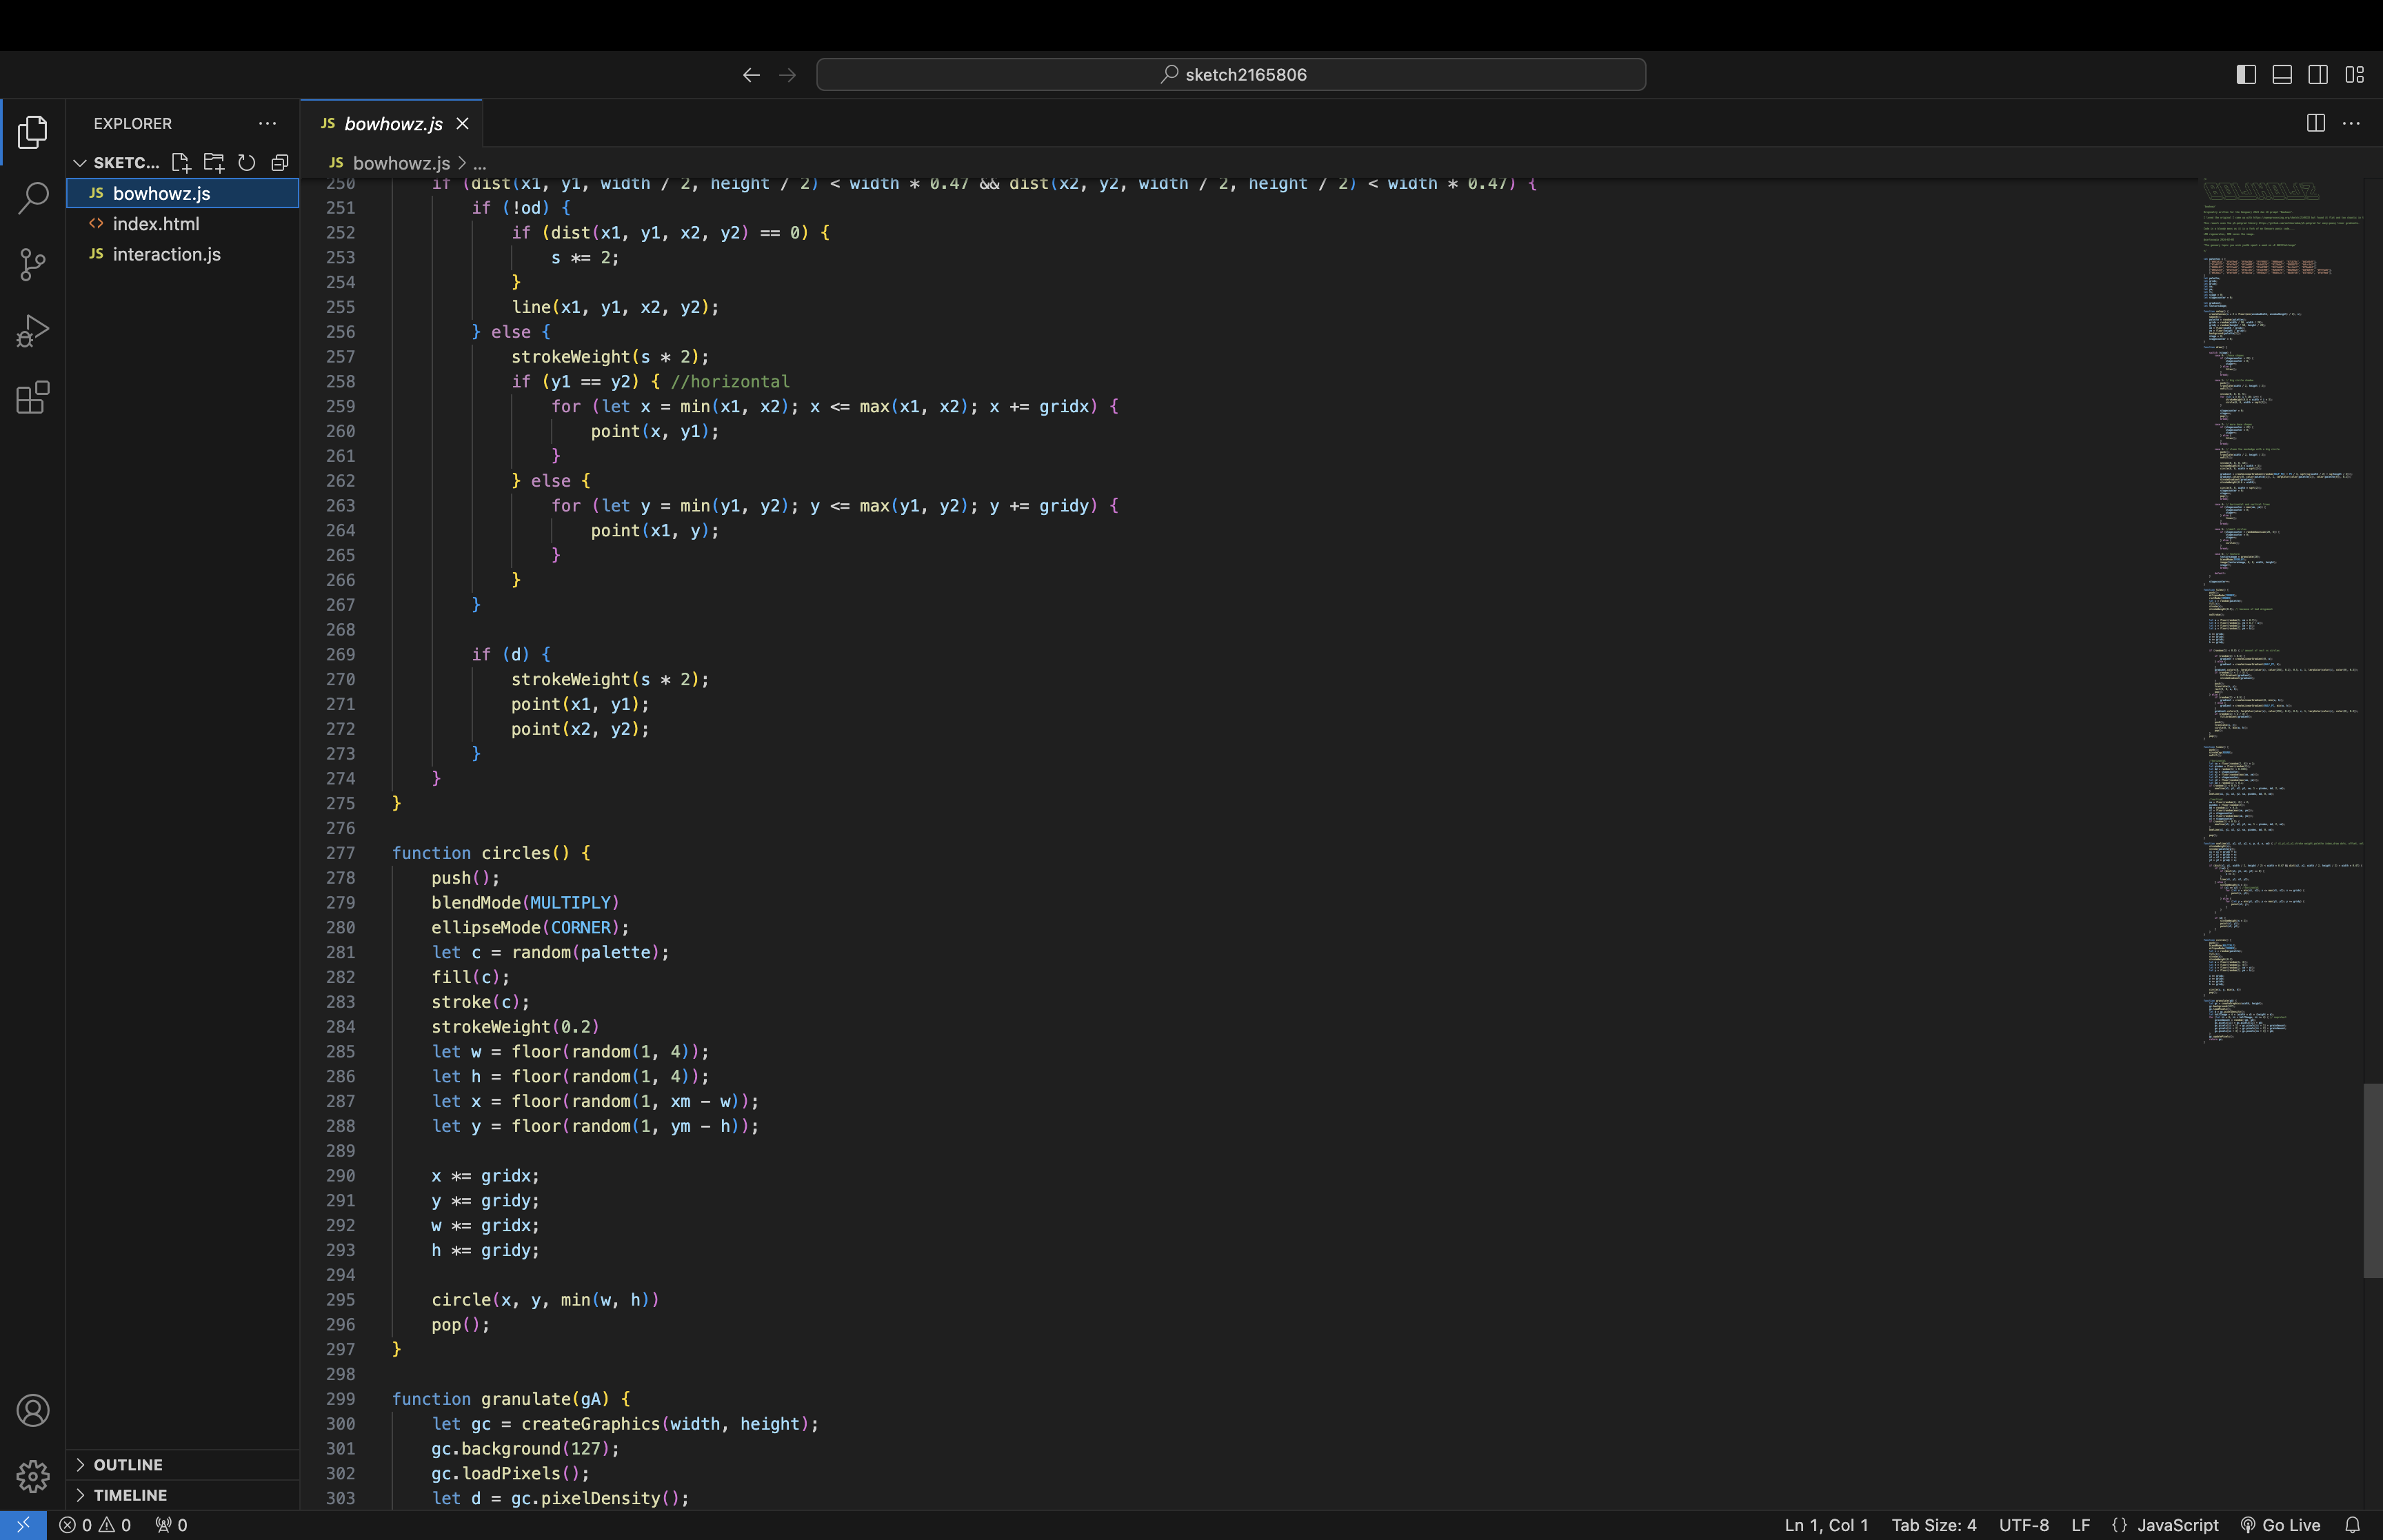 sketch2165806
EXPLORER
SKETC...
JS bowhowz.js
<> index.html
JS interaction.js
OUTLINE
TIMELINE
JS bowhowz.js
JS bowhowz.js > ...
250 if (dist(x1, y1, width / 2, height / 2) < width * 0.47 && dist(x2, y2, width / 2, height / 2) < width * 0.47) {
251 if (!od) {
252 if (dist(x1, y1, x2, y2) == 0) {
253 s *= 2;
254 }
255 line(x1, y1, x2, y2);
256 } else {
257 strokeWeight(s * 2);
258 if (y1 == y2) { //horizontal
259 for (let x = min(x1, x2); x <= max(x1, x2); x += gridx) {
260 point(x, y1);
261 }
262 } else {
263 for (let y = min(y1, y2); y <= max(y1, y2); y += gridy) {
264 point(x1, y);
265 }
266 }
267 }
268
269 if (d) {
270 strokeWeight(s * 2);
271 point(x1, y1);
272 point(x2, y2);
273 }
274 }
275 }
276
277 function circles() {
278 push();
279 blendMode(MULTIPLY)
280 ellipseMode(CORNER);
281 let c = random(palette);
282 fill(c);
283 stroke(c);
284 strokeWeight(0.2)
285 let w = floor(random(1, 4));
286 let h = floor(random(1, 4));
287 let x = floor(random(1, xm - w));
288 let y = floor(random(1, ym - h));
289
290 x *= gridx;
291 y *= gridy;
292 w *= gridx;
293 h *= gridy;
294
295 circle(x, y, min(w, h))
296 pop();
297 }
298
299 function granulate(gA) {
300 let gc = createGraphics(width, height);
301 gc.background(127);
302 gc.loadPixels();
303 let d = gc.pixelDensity();
BOWHOWZ
0 0 0
Ln 1, Col 1 Tab Size: 4 UTF-8 LF {} JavaScript Go Live